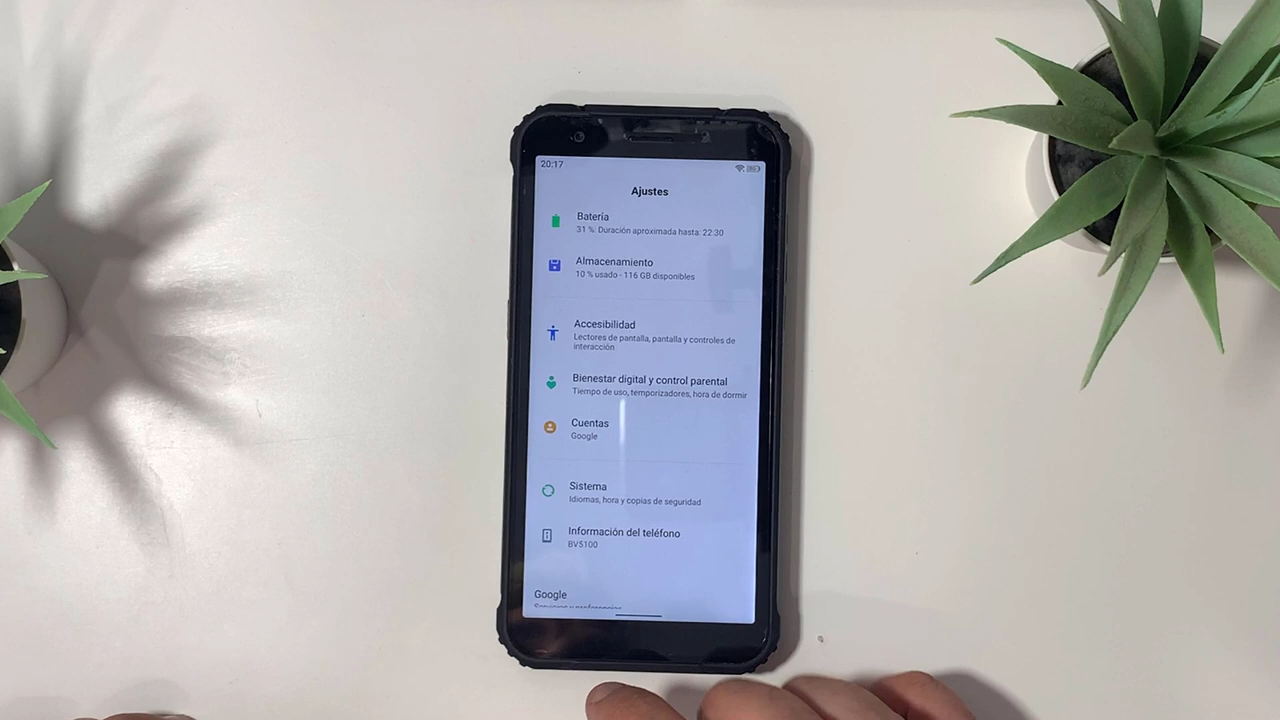 20:17
Ajustes
Batería
31 %: Duración aproximada hasta: 22:30
Almacenamiento
10 % usado - 116 GB disponibles
Accesibilidad
Lectores de pantalla, pantalla y controles de
interacción
Bienestar digital y control parental
Tiempo de uso, temporizadores, hora de dormir
Cuentas
Google
Sistema
Idiomas, hora y copias de seguridad
Información del teléfono
BV5100
Google
Servicios y preferencias